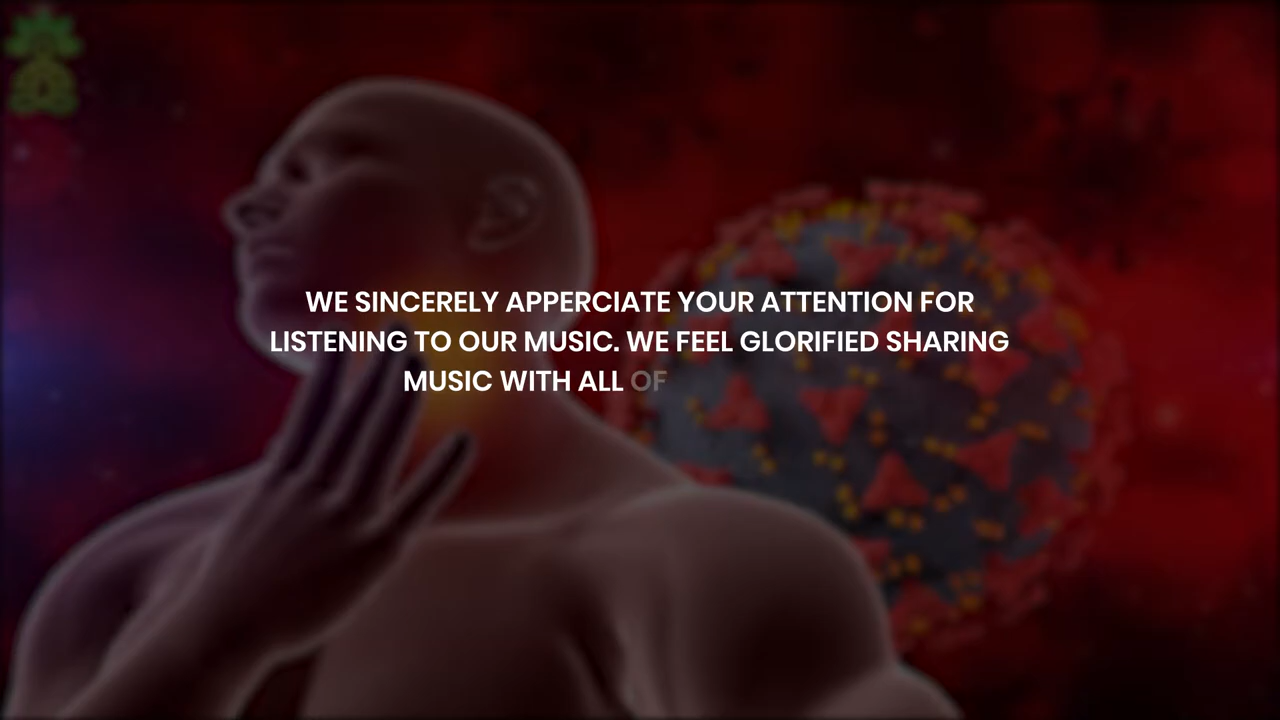 WE SINCERELY APPERCIATE YOUR ATTENTION FOR
LISTENING TO OUR MUSIC. WE FEEL GLORIFIED SHARING
MUSIC WITH ALL OF